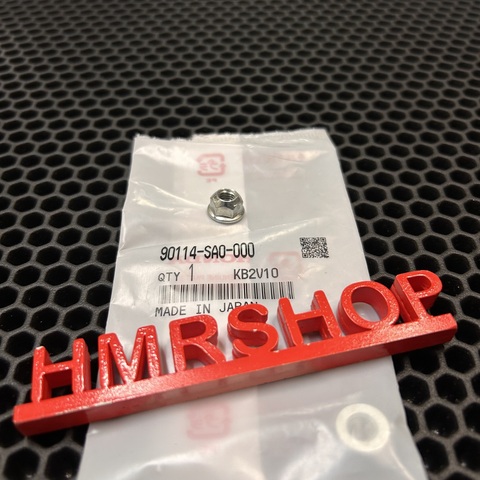 90114-SA0-000
QTY 1 KB2V10
MADE IN JAPAN
HMRSHOP